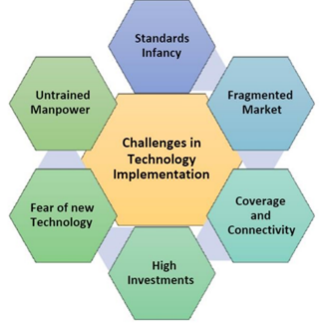 Standards
Infancy
Untrained
Manpower
Fragmented
Market
Challenges in
Technology
Implementation
Fear of new
Technology
Coverage
and
Connectivity
High
Investments